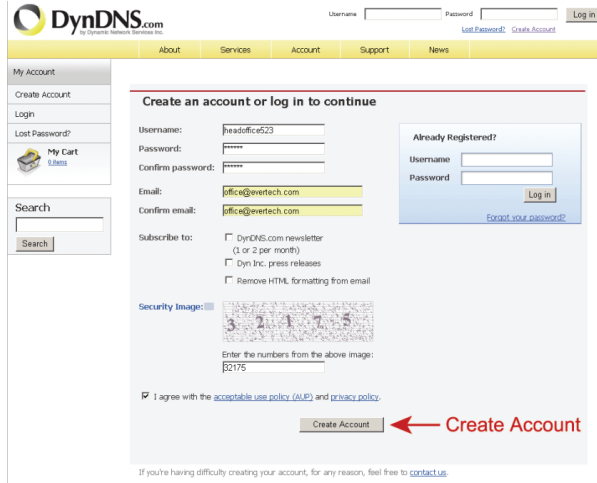 DynDNS.com
by Dynamic Network Services Inc.
Username
Password
Log in
Lost Password? Create Account
About Services Account Support News
My Account
Create Account
Login
Lost Password?
My Cart
0 items
Search
Search
Create an account or log in to continue
Username: headoffice523
Password: ******
Confirm password: ******
Email: office@evertech.com
Confirm email: office@evertech.com
Subscribe to: DynDNS.com newsletter
(1 or 2 per month)
Dyn Inc. press releases
Remove HTML formatting from email
Security Image:
3 2 1 7 5
Enter the numbers from the above image:
32175
I agree with the acceptable use policy (AUP) and privacy policy.
Create Account
Create Account
If you're having difficulty creating your account, for any reason, feel free to contact us.
Already Registered?
Username
Password
Log in
Forgot your password?